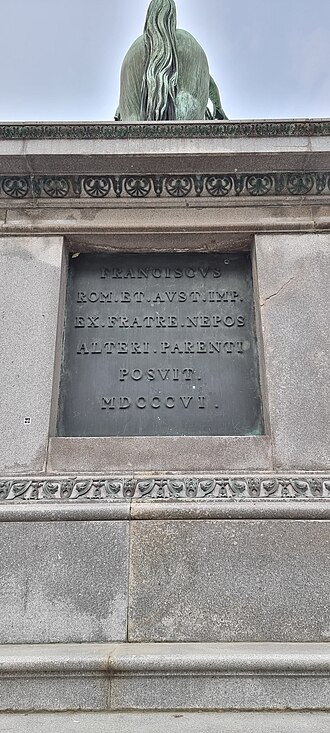 FRANCISCVS
ROM.ET.AVST.IMP.
EX.FRATRE.NEPOS
ALTERI.PARENTI
POSVIT.
MDCCCVI.